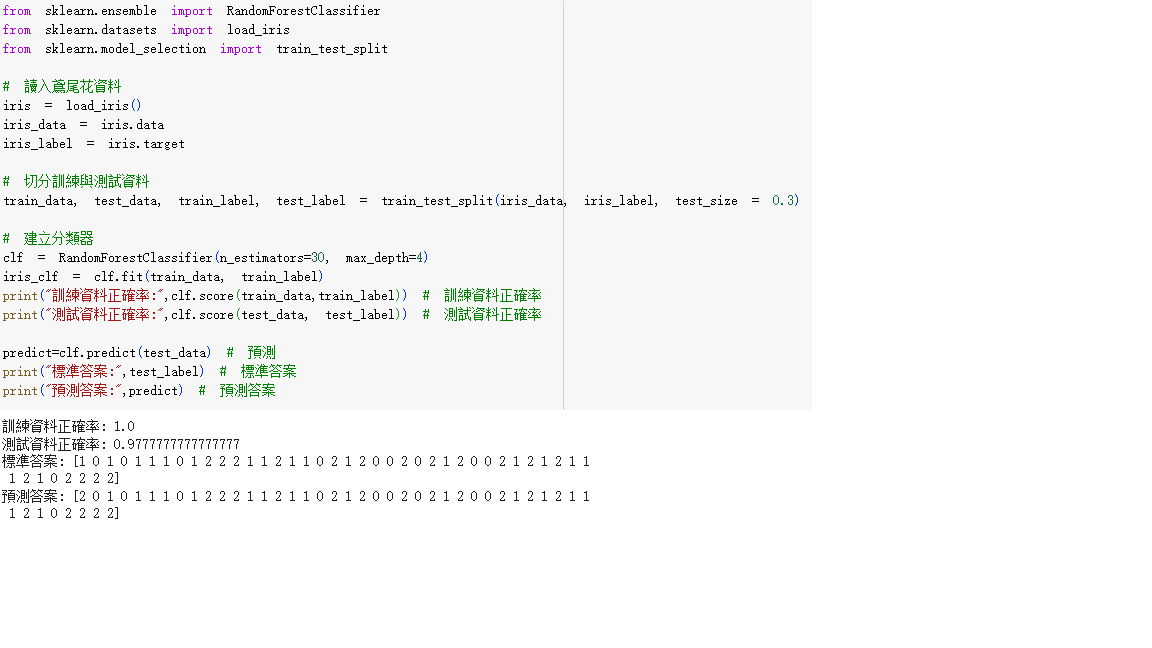 from sklearn.ensemble import RandomForestClassifier
from sklearn.datasets import load_iris
from sklearn.model_selection import train_test_split
# 讀入鳶尾花資料
iris = load_iris()
iris_data = iris.data
iris_label = iris.target
# 切分訓練與測試資料
train_data, test_data, train_label, test_label = train_test_split(iris_data, iris_label, test_size = 0.3)
# 建立分類器
clf = RandomForestClassifier(n_estimators=30, max_depth=4)
iris_clf = clf.fit(train_data, train_label)
print("訓練資料正確率:",clf.score(train_data,train_label)) # 訓練資料正確率
print("測試資料正確率:",clf.score(test_data, test_label)) # 測試資料正確率
predict=clf.predict(test_data) # 預測
print("標準答案:",test_label) # 標準答案
print("預測答案:",predict) # 預測答案
訓練資料正確率: 1.0
測試資料正確率: 0.9777777777777777
標準答案: [1 0 1 0 1 1 1 0 1 2 2 2 1 1 2 1 1 0 2 1 2 0 0 2 0 2 1 2 0 0 2 1 2 1 2 1 1
1 2 1 0 2 2 2 2]
預測答案: [2 0 1 0 1 1 1 0 1 2 2 2 1 1 2 1 1 0 2 1 2 0 0 2 0 2 1 2 0 0 2 1 2 1 2 1 1
1 2 1 0 2 2 2 2]